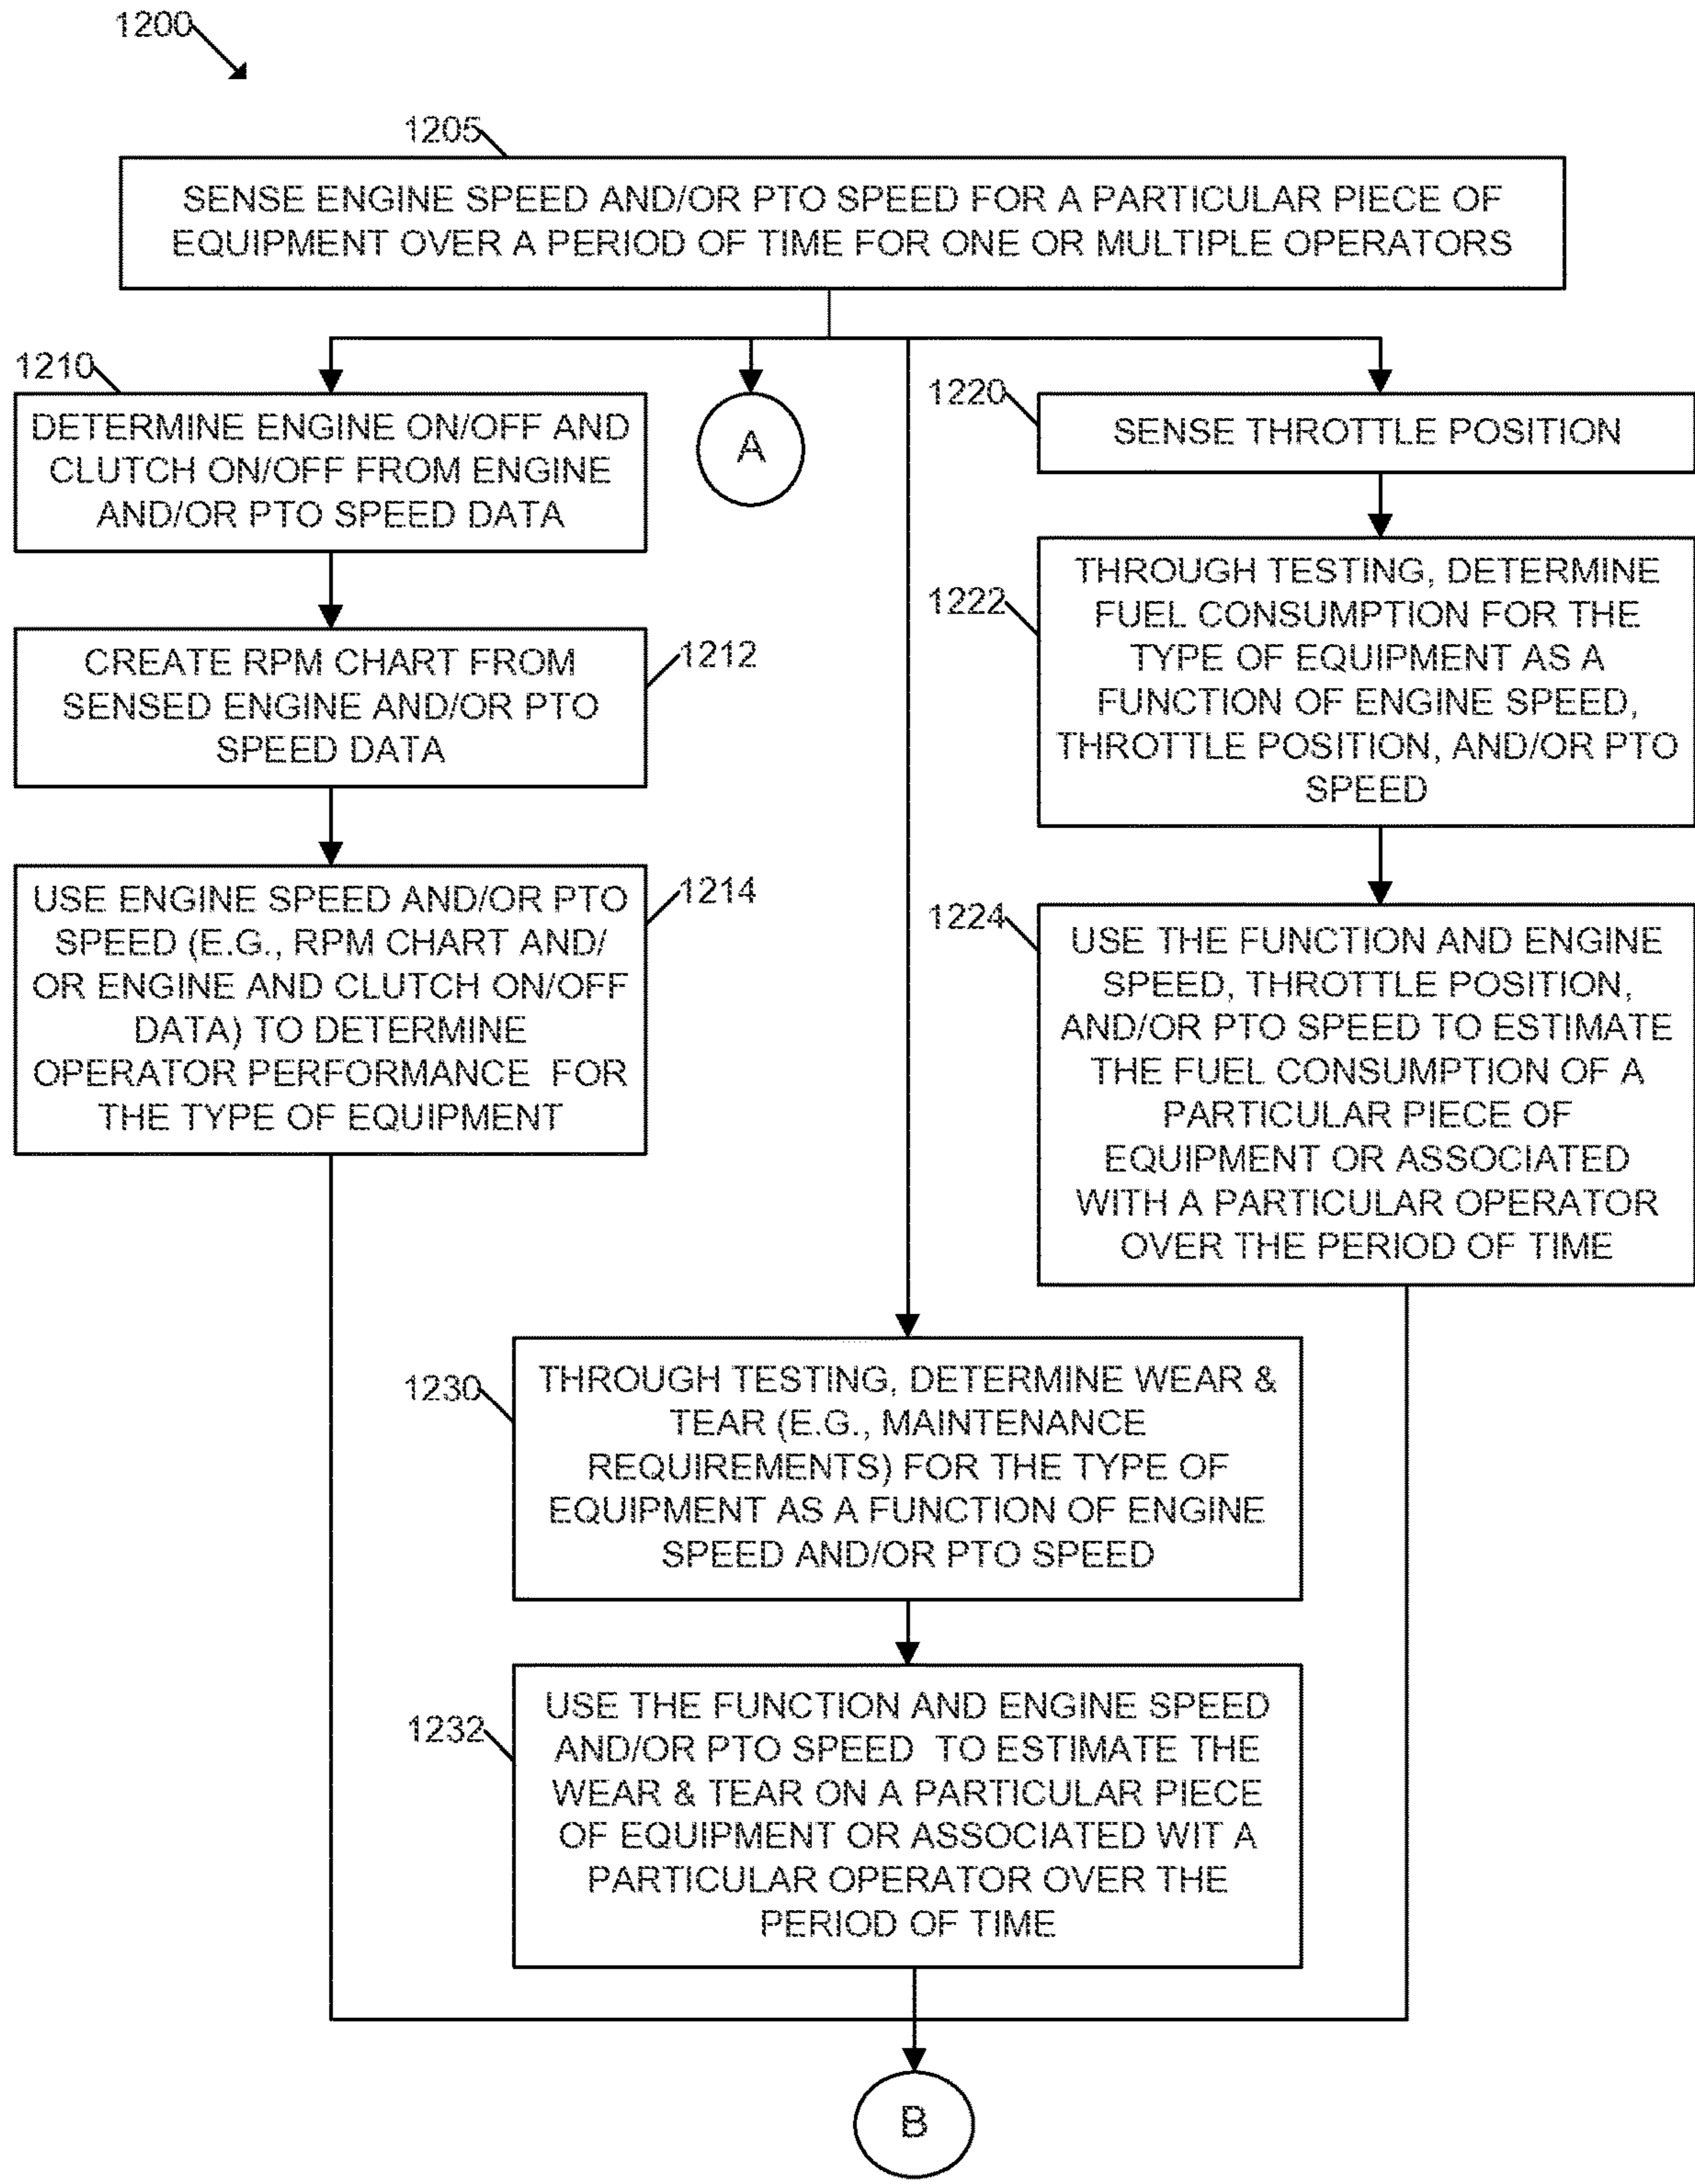 1200
1205
SENSE ENGINE SPEED AND/OR PTO SPEED FOR A PARTICULAR PIECE OF
EQUIPMENT OVER A PERIOD OF TIME FOR ONE OR MULTIPLE OPERATORS
1210
DETERMINE ENGINE ON/OFF AND
CLUTCH ON/OFF FROM ENGINE
AND/OR PTO SPEED DATA
A
1220
SENSE THROTTLE POSITION
1212
CREATE RPM CHART FROM
SENSED ENGINE AND/OR PTO
SPEED DATA
1222
THROUGH TESTING, DETERMINE
FUEL CONSUMPTION FOR THE
TYPE OF EQUIPMENT AS A
FUNCTION OF ENGINE SPEED,
THROTTLE POSITION, AND/OR PTO
SPEED
1214
USE ENGINE SPEED AND/OR PTO
SPEED (E.G., RPM CHART AND/
OR ENGINE AND CLUTCH ON/OFF
DATA) TO DETERMINE
OPERATOR PERFORMANCE FOR
THE TYPE OF EQUIPMENT
1224
USE THE FUNCTION AND ENGINE
SPEED, THROTTLE POSITION,
AND/OR PTO SPEED TO ESTIMATE
THE FUEL CONSUMPTION OF A
PARTICULAR PIECE OF
EQUIPMENT OR ASSOCIATED
WITH A PARTICULAR OPERATOR
OVER THE PERIOD OF TIME
1230
THROUGH TESTING, DETERMINE WEAR &
TEAR (E.G., MAINTENANCE
REQUIREMENTS) FOR THE TYPE OF
EQUIPMENT AS A FUNCTION OF ENGINE
SPEED AND/OR PTO SPEED
1232
USE THE FUNCTION AND ENGINE SPEED
AND/OR PTO SPEED TO ESTIMATE THE
WEAR & TEAR ON A PARTICULAR PIECE
OF EQUIPMENT OR ASSOCIATED WIT A
PARTICULAR OPERATOR OVER THE
PERIOD OF TIME
B